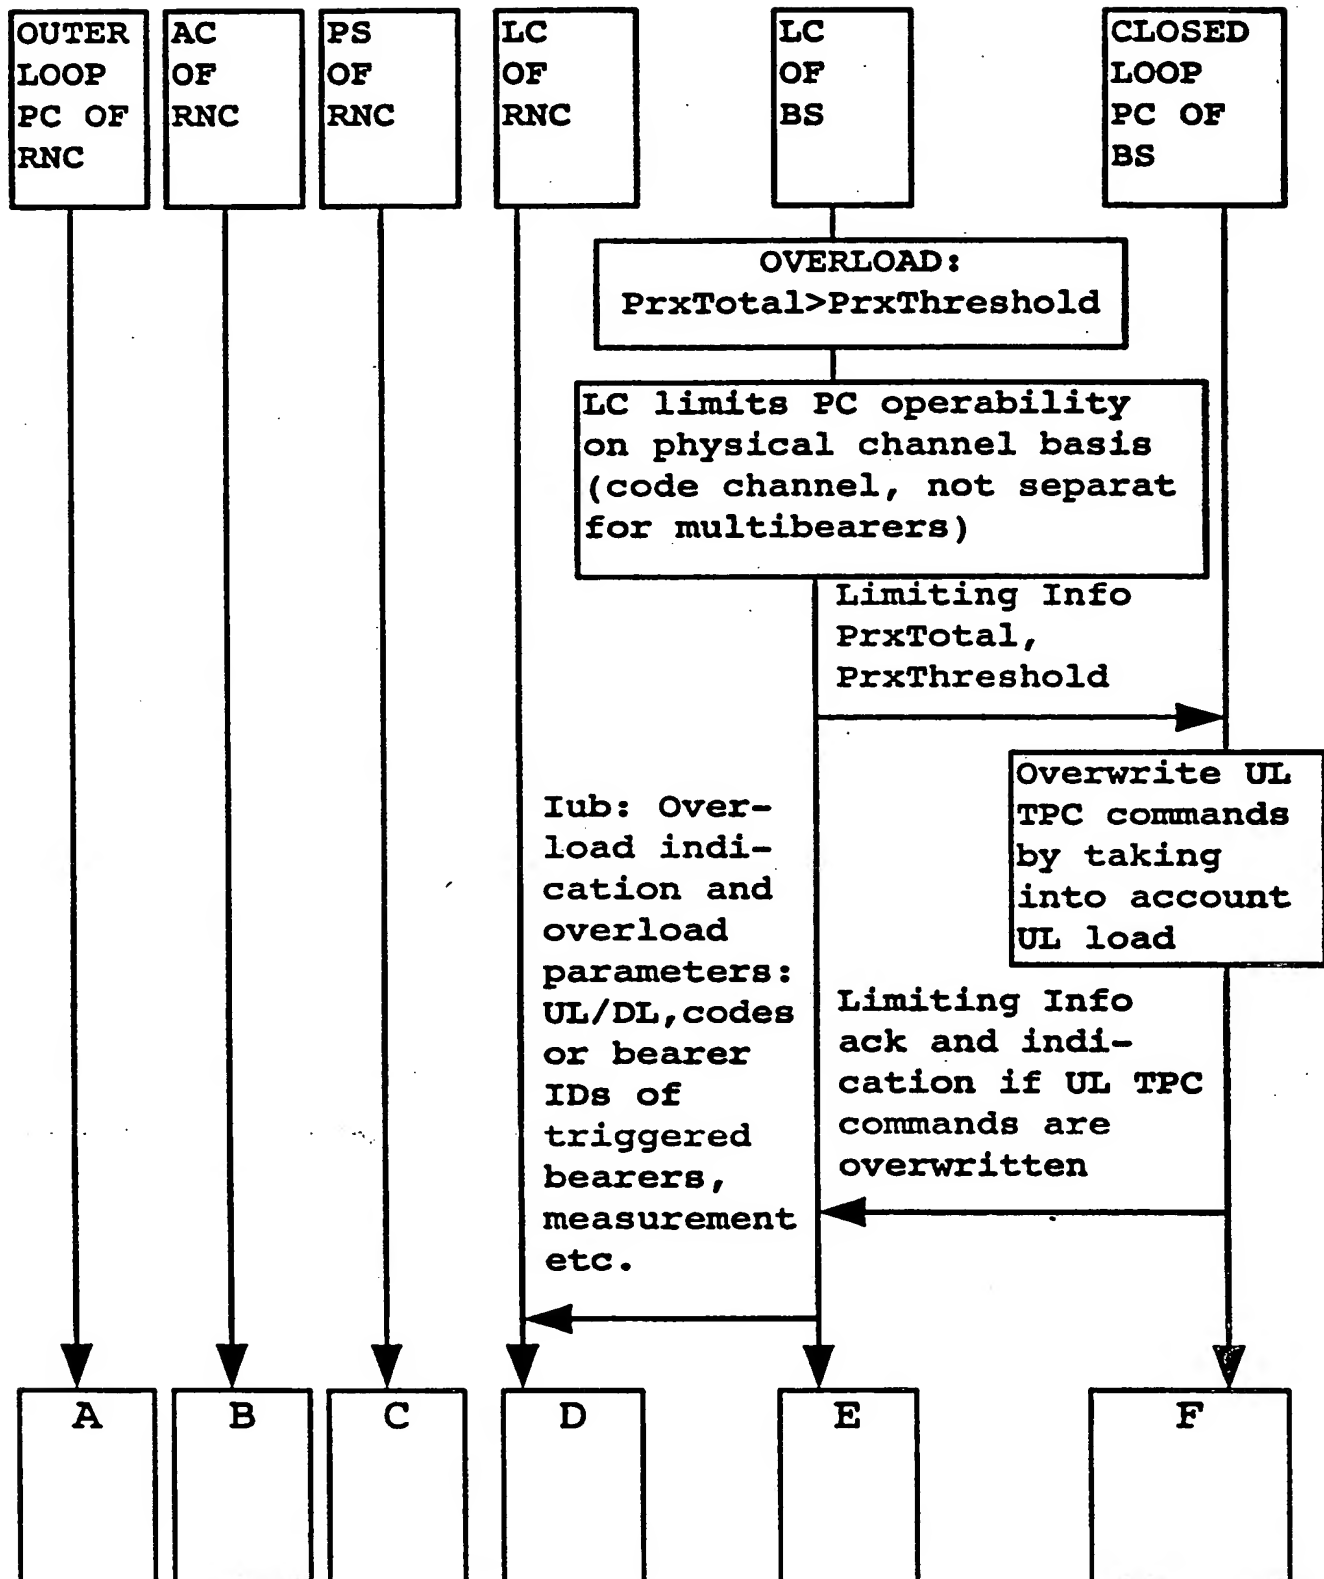 OUTER
LOOP
PC OF
RNC
AC
OF
RNC
PS
OF
RNC
LC
OF
RNC
LC
OF
BS
CLOSED
LOOP
PC OF
BS
OVERLOAD:
PrxTotal>PrxThreshold
LC limits PC operability
on physical channel basis
(code channel, not separat
for multibearers)
Limiting Info
PrxTotal,
PrxThreshold
Overwrite UL
TPC commands
by taking
into account
UL load
Iub: Over-
load indi-
cation and
overload
parameters:
UL/DL,codes
or bearer
IDs of
triggered
bearers,
measurement
etc.
Limiting Info
ack and indi-
cation if UL TPC
commands are
overwritten
A
B
C
D
E
F